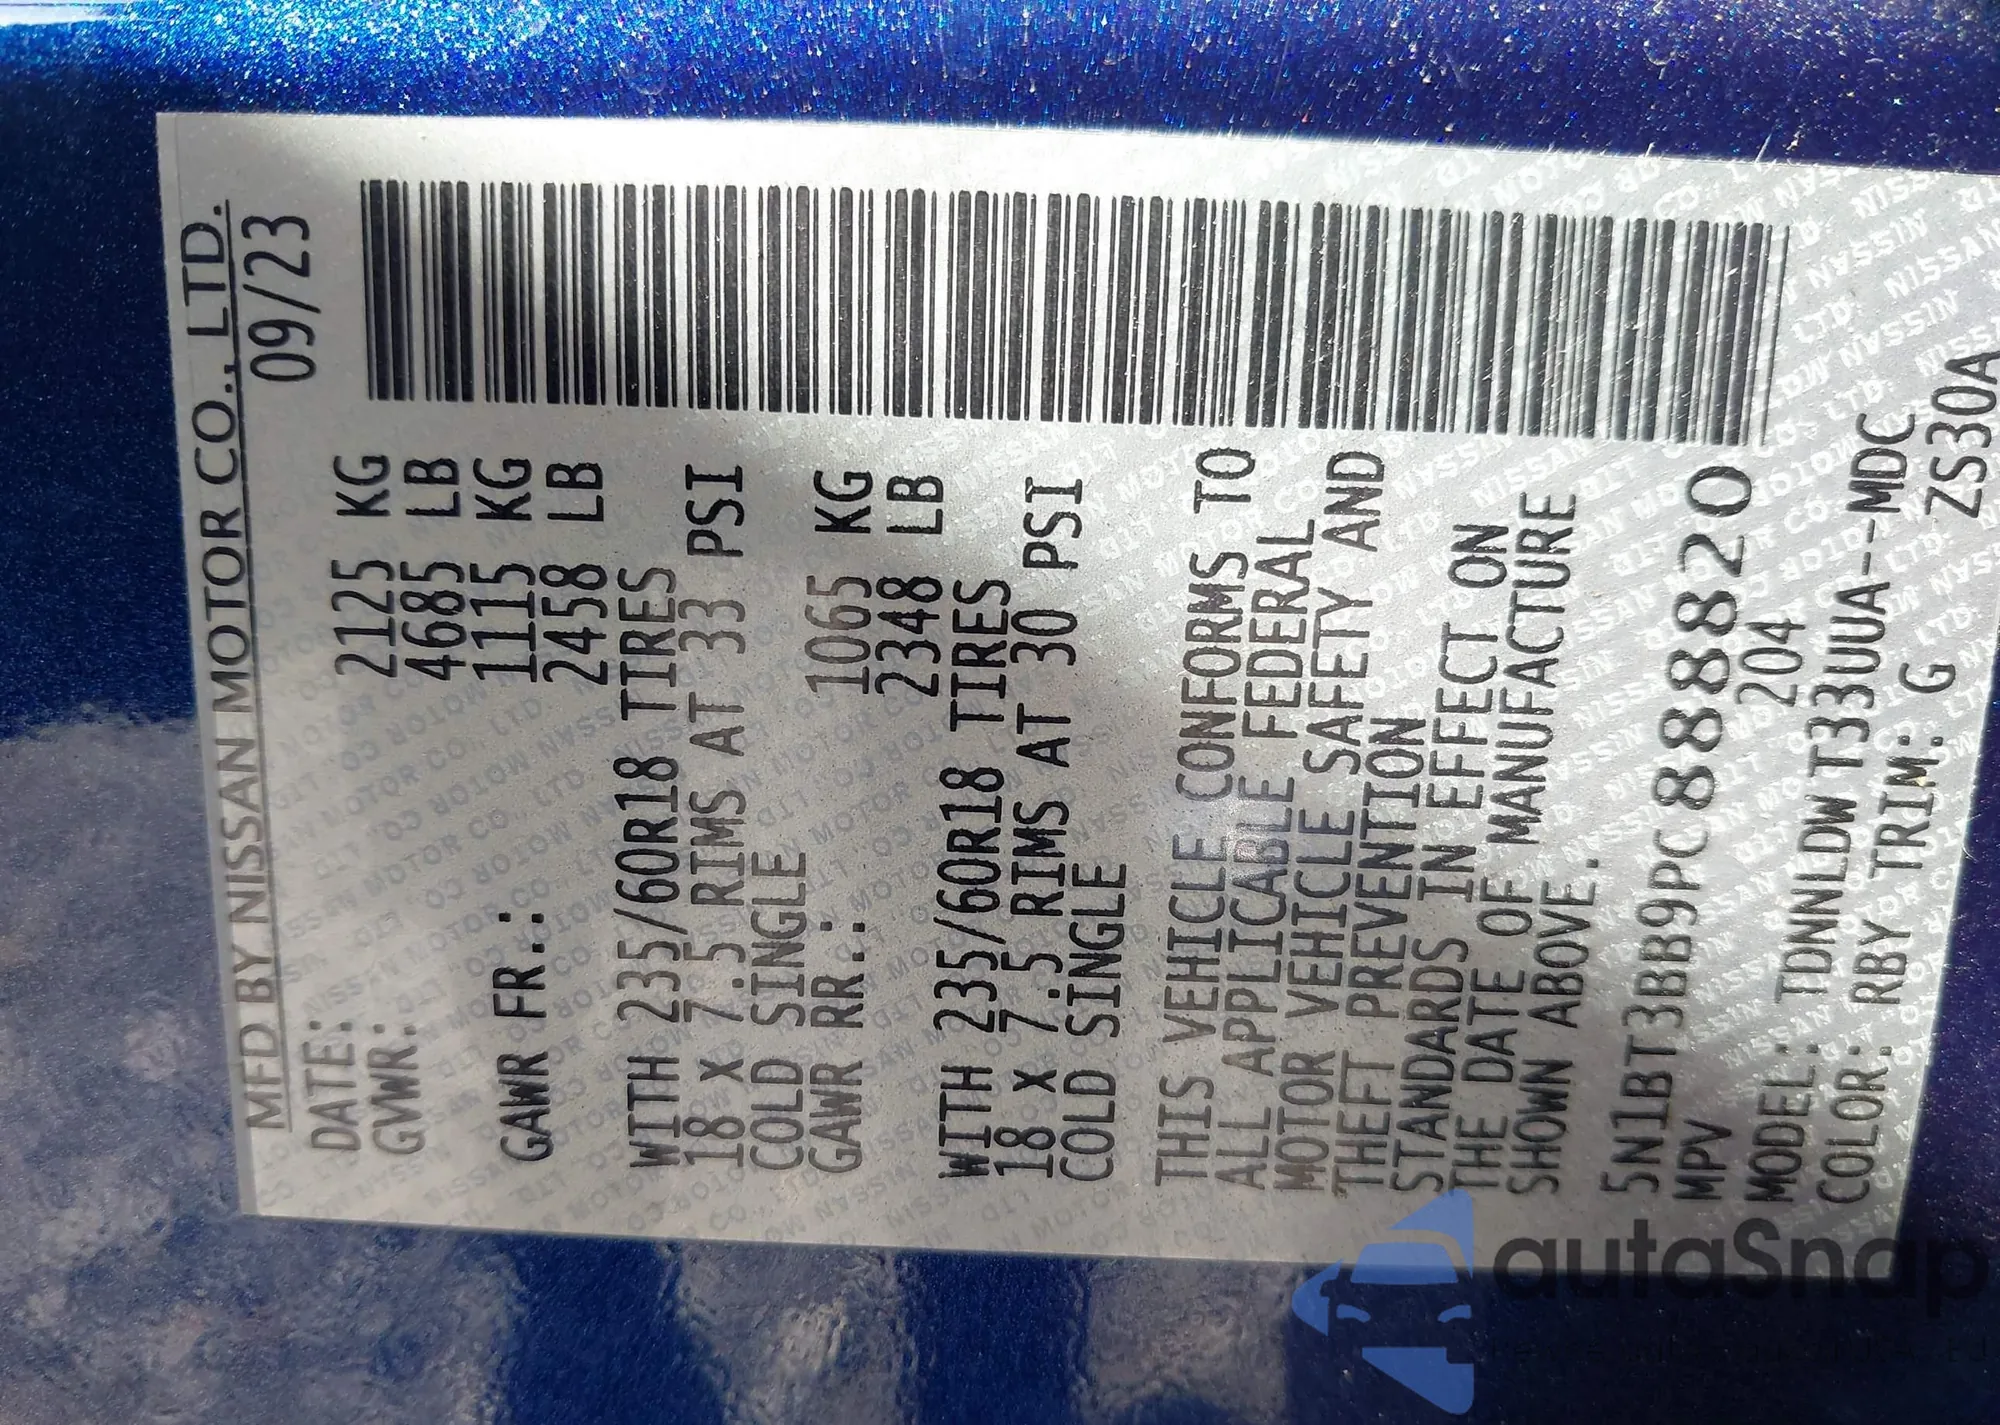 MFD BY NISSAN MOTOR CO., LTD.
DATE: 09/23
GVWR: 2125 KG
4685 LB
GAWR FR.: 1115 KG
2458 LB
WITH 235/60R18 TIRES
18 X 7.5 RIMS AT 33 PSI
COLD SINGLE
GAWR RR.: 1065 KG
2348 LB
WITH 235/60R18 TIRES
18 X 7.5 RIMS AT 30 PSI
COLD SINGLE
THIS VEHICLE CONFORMS TO
ALL APPLICABLE FEDERAL
MOTOR VEHICLE SAFETY AND
THEFT PREVENTION
STANDARDS IN EFFECT ON
THE DATE OF MANUFACTURE
SHOWN ABOVE.
5N1BT3BB9PC888820
MPV 204
MODEL: TDNNLDW T33UUA--MDC
COLOR: RBY TRIM: G ZS30A
autoSnap